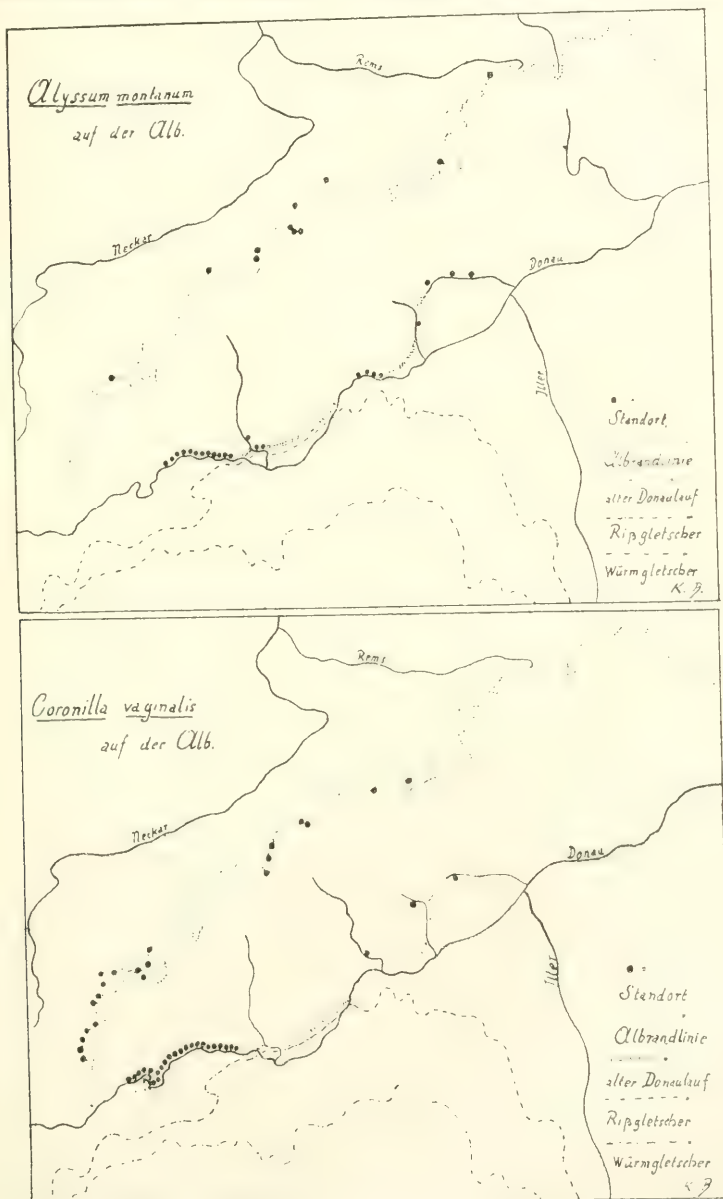 Alyssum montanum
auf der Alb.
Rems
Neckar
Donau
Iller
Standort.
Albrandlinie
alter Donaulauf
Rißgletscher
Würmgletscher
K. B.
Coronilla vaginalis
auf der Alb.
Rems
Neckar
Donau
Iller
Standort
Albrandlinie
alter Donaulauf
Rißgletscher
Würmgletscher
K B